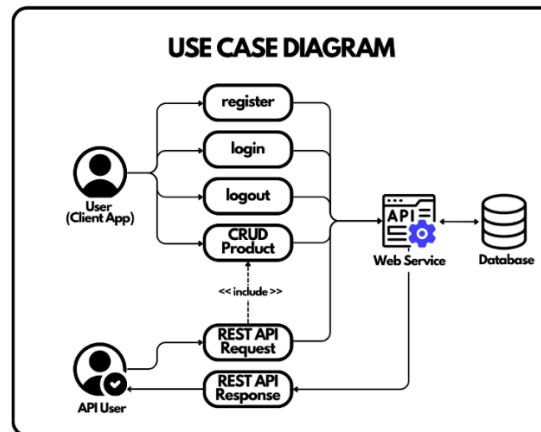 USE CASE DIAGRAM
register
login
logout
CRUD
Product
User
(Client App)
API
Web Service
Database
<< include >>
REST API
Request
REST API
Response
API User